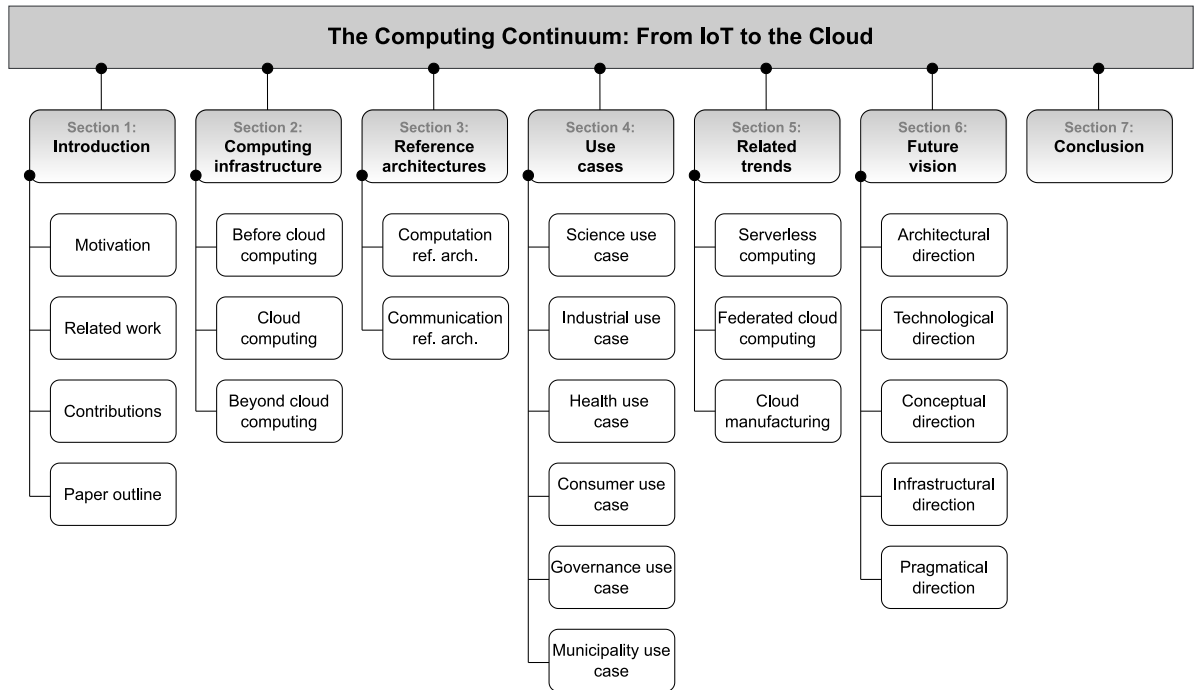 The Computing Continuum: From IoT to the Cloud
Section 1:
Introduction
Motivation
Related work
Contributions
Paper outline
Section 2:
Computing
infrastructure
Before cloud
computing
Cloud
computing
Beyond cloud
computing
Section 3:
Reference
architectures
Computation
ref. arch.
Communication
ref. arch.
Section 4:
Use
cases
Science use
case
Industrial use
case
Health use
case
Consumer use
case
Governance use
case
Municipality use
case
Section 5:
Related
trends
Serverless
computing
Federated cloud
computing
Cloud
manufacturing
Section 6:
Future
vision
Architectural
direction
Technological
direction
Conceptual
direction
Infrastructural
direction
Pragmatical
direction
Section 7:
Conclusion